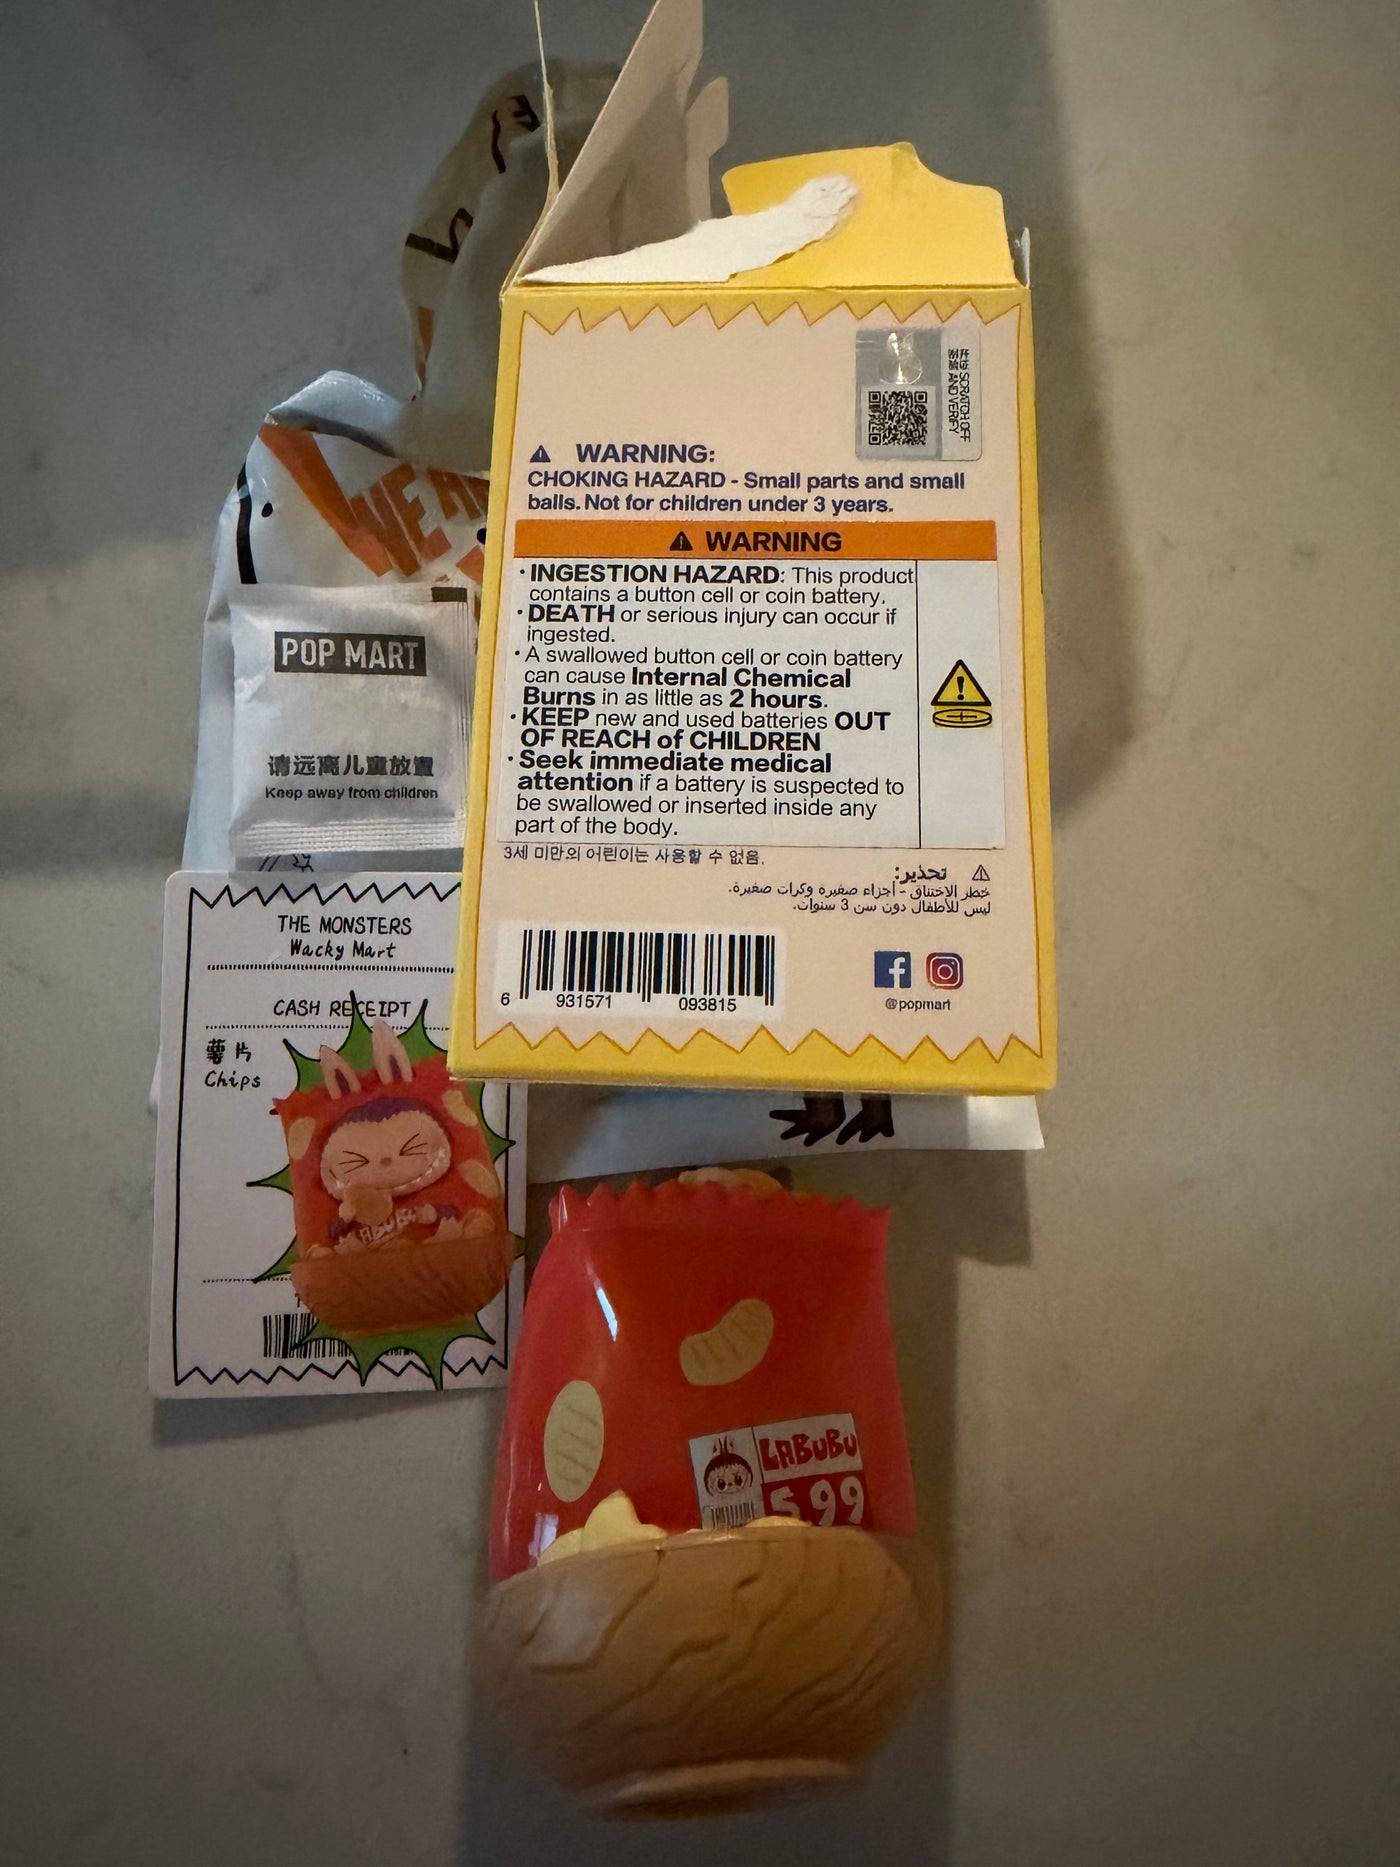 开包 SCRATCH OFF
AND VERIFY
⚠ WARNING:
CHOKING HAZARD - Small parts and small
balls. Not for children under 3 years.
⚠ WARNING
· INGESTION HAZARD: This product
contains a button cell or coin battery.
· DEATH or serious injury can occur if
ingested.
· A swallowed button cell or coin battery
can cause Internal Chemical
Burns in as little as 2 hours.
· KEEP new and used batteries OUT
OF REACH of CHILDREN
· Seek immediate medical
attention if a battery is suspected to
be swallowed or inserted inside any
part of the body.
3세 미만의 어린이는 사용할 수 없음.
⚠ تحذير:
خطر الاختناق - أجزاء صغيرة وكرات صغيرة.
ليس للأطفال دون سن 3 سنوات.
6 931571 093815
@popmart
WE
POP MART
请远离儿童放置
Keep away from children
THE MONSTERS
Wacky Mart
CASH RECEIPT
薯片
Chips
LABUBU
LABUBU
5.99